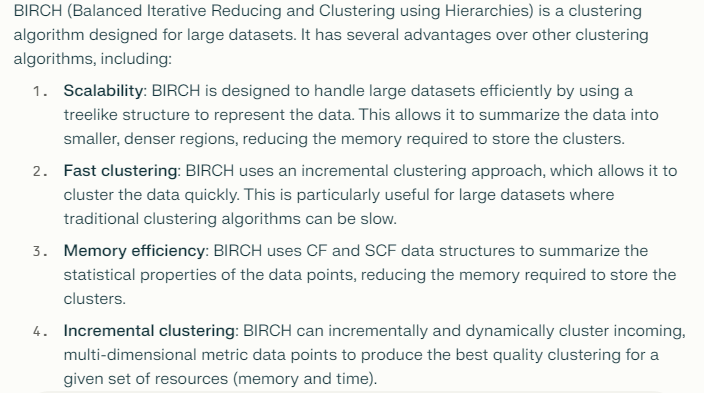 BIRCH (Balanced Iterative Reducing and Clustering using Hierarchies) is a clustering
algorithm designed for large datasets. It has several advantages over other clustering
algorithms, including:
1. Scalability: BIRCH is designed to handle large datasets efficiently by using a
treelike structure to represent the data. This allows it to summarize the data into
smaller, denser regions, reducing the memory required to store the clusters.
2. Fast clustering: BIRCH uses an incremental clustering approach, which allows it to
cluster the data quickly. This is particularly useful for large datasets where
traditional clustering algorithms can be slow.
3. Memory efficiency: BIRCH uses CF and SCF data structures to summarize the
statistical properties of the data points, reducing the memory required to store the
clusters.
4. Incremental clustering: BIRCH can incrementally and dynamically cluster incoming,
multi-dimensional metric data points to produce the best quality clustering for a
given set of resources (memory and time).